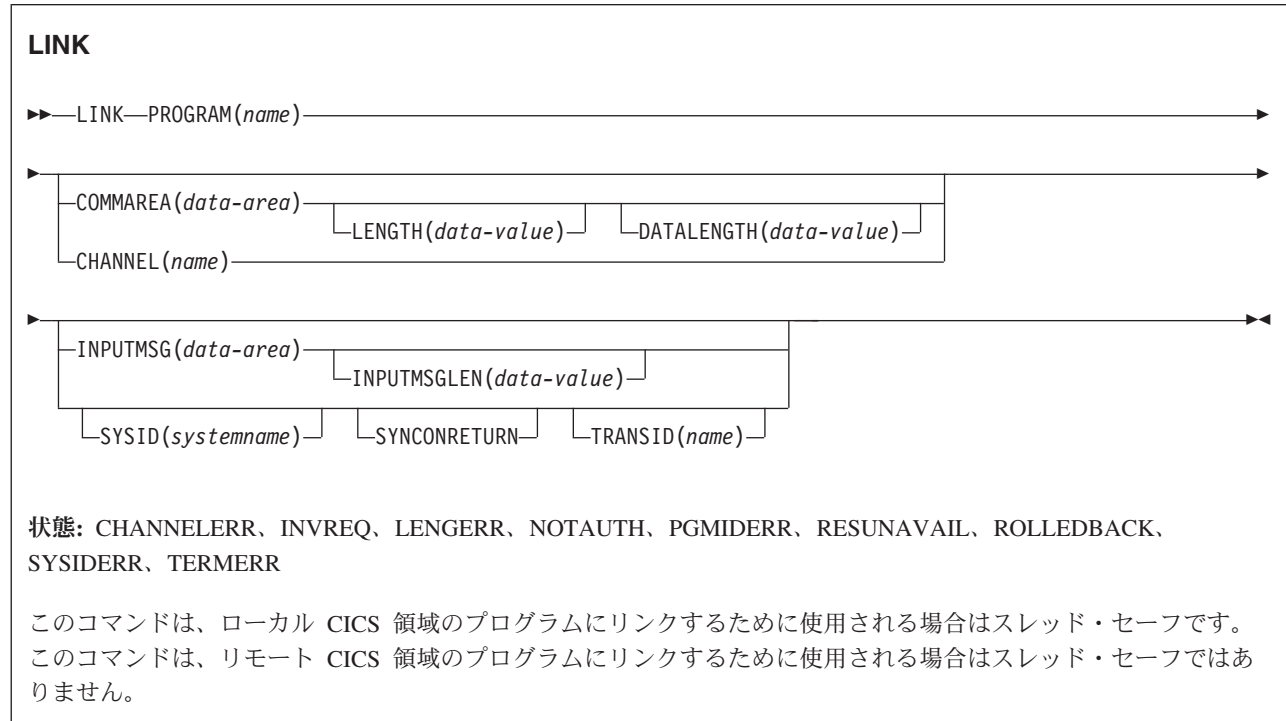 LINK
LINK PROGRAM(name)
COMMAREA(data-area)
LENGTH(data-value) DATALENGTH(data-value)
CHANNEL(name)
INPUTMSG(data-area)
INPUTMSGLEN(data-value)
SYSID(systemname) SYNCONRETURN TRANSID(name)
状態: CHANNELERR、INVREQ、LENGERR、NOTAUTH、PGMIDERR、RESUNAVAIL、ROLLEDBACK、
SYSIDERR、TERMERR
このコマンドは、ローカル CICS 領域のプログラムにリンクするために使用される場合はスレッド・セーフです。
このコマンドは、リモート CICS 領域のプログラムにリンクするために使用される場合はスレッド・セーフではあ
りません。